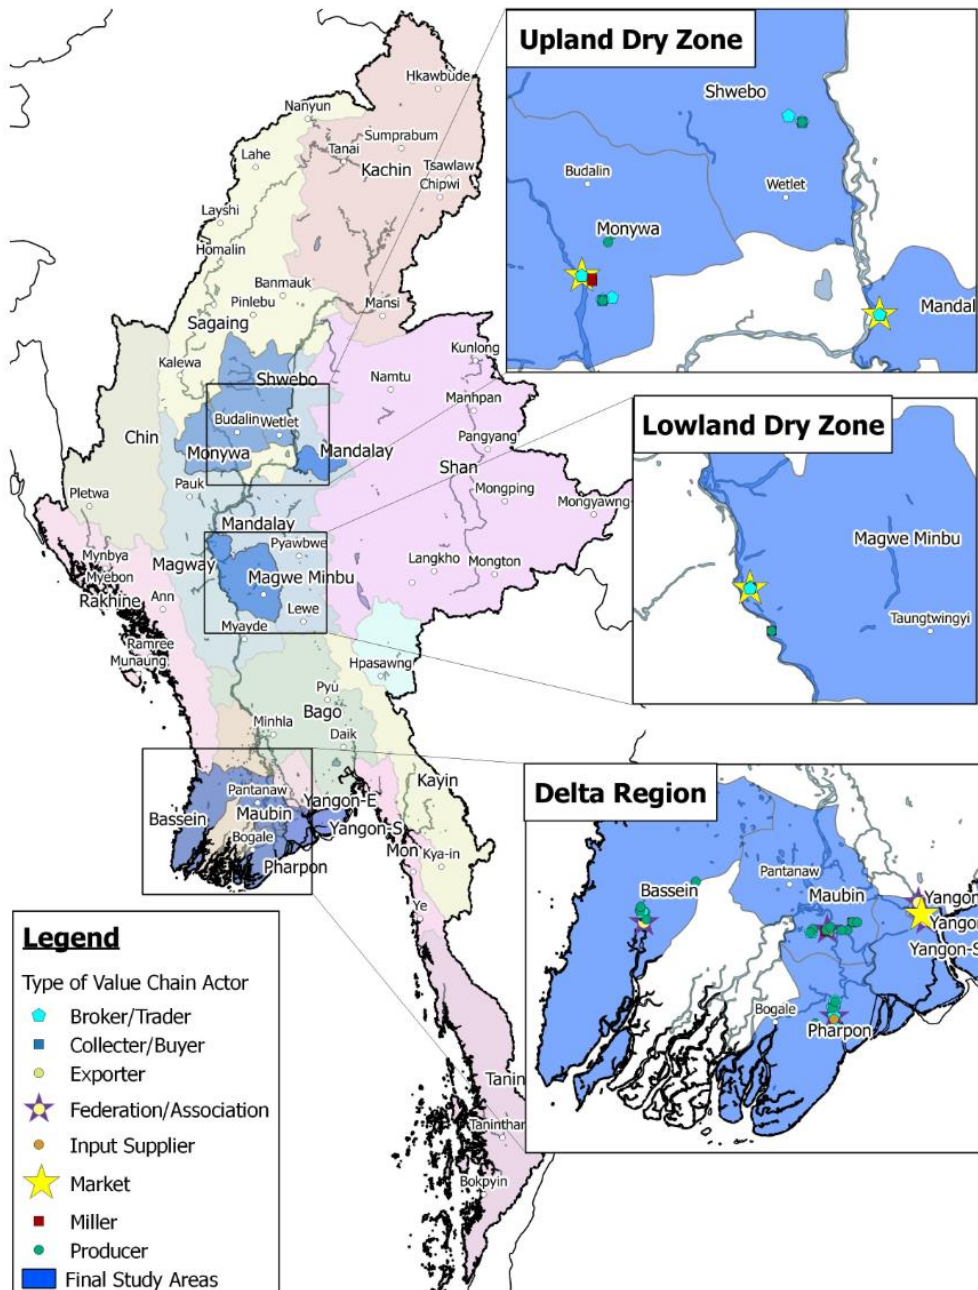 Upland Dry Zone
Shwebo
Budalin
Wetlet
Monywa
Mandal
Hkawbude
Nanyun
Sumprabum
Tanai
Lahe
Kachin
Tsawlaw
Chipwi
Layshi
Homalin
Banmauk
Pinlebu
Mansi
Sagaing
Kalewa
Kunlong
Shwebo
Namtu
Manhpan
Budalin
Wetlet
Chin
Pangyang
Monywa
Mandalay
Shan
Pletwa
Pauk
Mongping
Mongyawng
Mandalay
Mynbya
Pyawbwe
Magway
Langkho
Mongton
Myebon
Magwe Minbu
Rakhine
Ann
Lewe
Myayde
Ramree
Munaung
Hpasawng
Pyu
Bago
Minhla
Daik
Kayin
Pantanaw
Yangon-E
Bassein
Maubin
Yangon-S
Bogale
Mon
Kya-in
Pharpon
Ye
Tanin
Taninthar
Bokpyin
Lowland Dry Zone
Magwe Minbu
Taungtwingyi
Delta Region
Pantanaw
Bassein
Maubin
Yangon
Yango
Yangon-S
Bogale
Pharpon
Legend
Type of Value Chain Actor
Broker/Trader
Collecter/Buyer
Exporter
Federation/Association
Input Supplier
Market
Miller
Producer
Final Study Areas